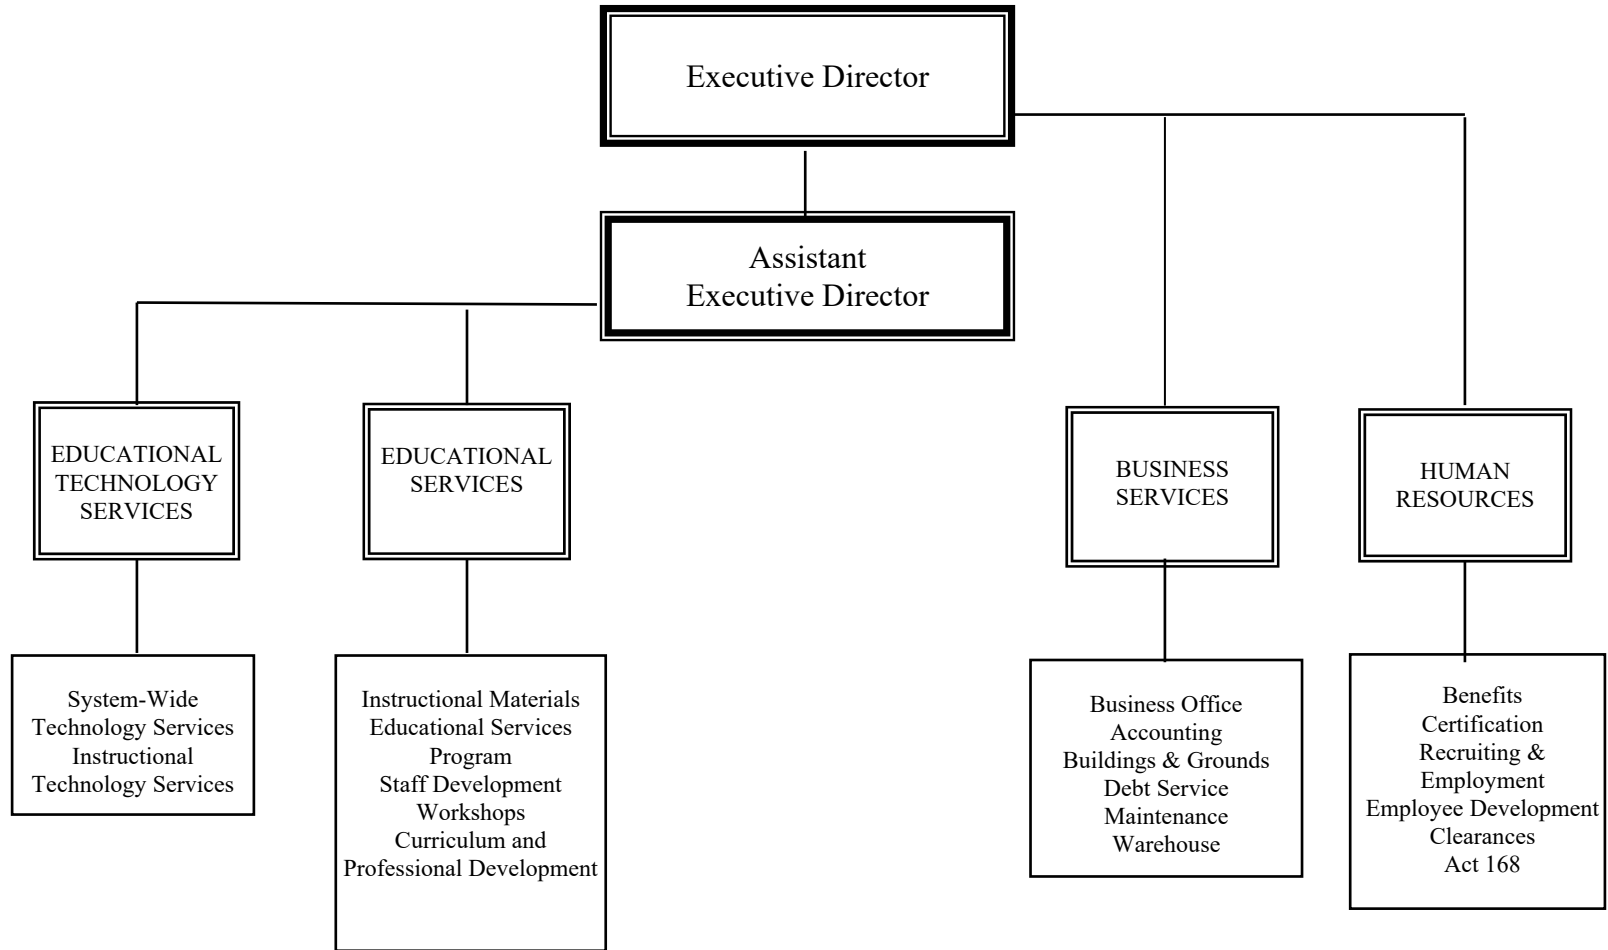 Executive Director
Assistant
Executive Director
EDUCATIONAL
TECHNOLOGY
SERVICES
EDUCATIONAL
SERVICES
BUSINESS
SERVICES
HUMAN
RESOURCES
System-Wide
Technology Services
Instructional
Technology Services
Instructional Materials
Educational Services
Program
Staff Development
Workshops
Curriculum and
Professional Development
Business Office
Accounting
Buildings & Grounds
Debt Service
Maintenance
Warehouse
Benefits
Certification
Recruiting &
Employment
Employee Development
Clearances
Act 168